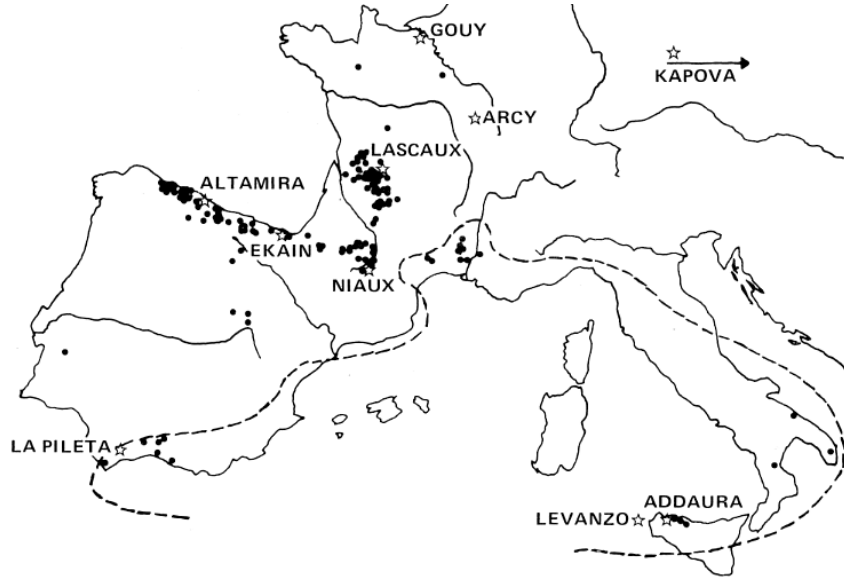 GOUY
KAPOVA
ARCY
LASCAUX
ALTAMIRA
EKAIN
NIAUX
LA PILETA
ADDAURA
LEVANZO